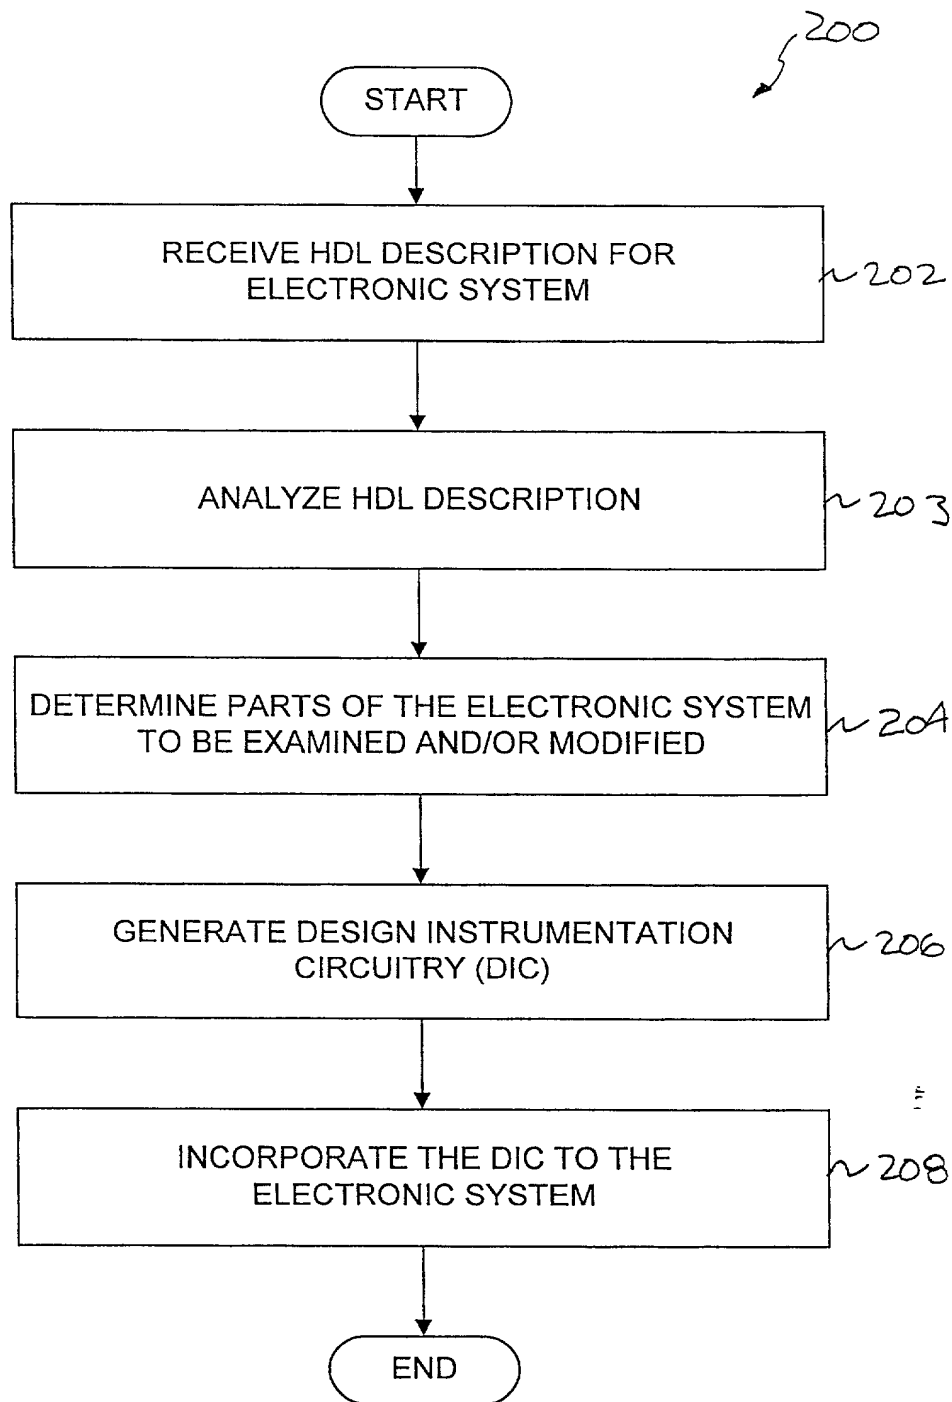 200
START
RECEIVE HDL DESCRIPTION FOR
ELECTRONIC SYSTEM
202
ANALYZE HDL DESCRIPTION
203
DETERMINE PARTS OF THE ELECTRONIC SYSTEM
TO BE EXAMINED AND/OR MODIFIED
204
GENERATE DESIGN INSTRUMENTATION
CIRCUITRY (DIC)
206
INCORPORATE THE DIC TO THE
ELECTRONIC SYSTEM
208
END